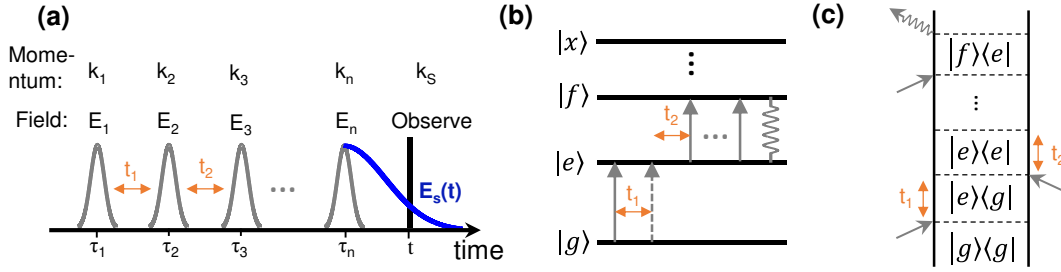 (a)
Mome-
ntum:
k1 k2 k3 kn kS
Field: E1 E2 E3 En Observe
t1 t2 ...
Es(t)
τ1 τ2 τ3 τn t time
(b)
|x⟩
⋮
|f⟩
t2 ...
|e⟩
t1
|g⟩
(c)
|f⟩⟨e|
⋮
|e⟩⟨e| t2
t1 |e⟩⟨g|
|g⟩⟨g|